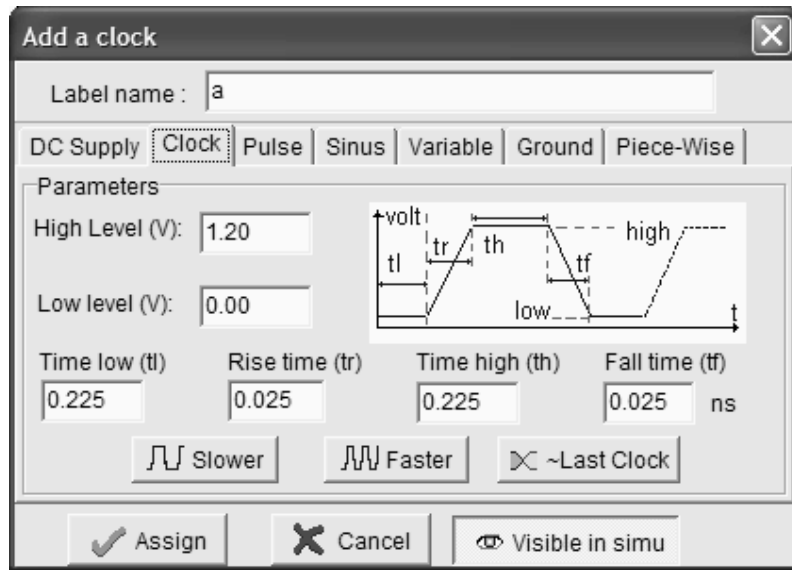 Add a clock
Label name : a
DC Supply Clock Pulse Sinus Variable Ground Piece-Wise
Parameters
High Level (V): 1.20
volt
high
tr
th
tl
tf
Low level (V): 0.00
low
t
Time low (tl) Rise time (tr) Time high (th) Fall time (tf)
0.225 0.025 0.225 0.025 ns
Slower Faster ~Last Clock
Assign Cancel Visible in simu